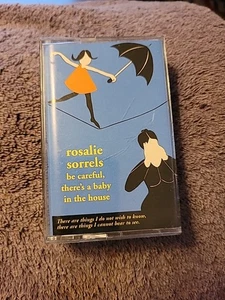 rosalie
sorrels
be careful,
there's a baby
in the house
There are things I do not wish to know,
there are things I cannot bear to see.